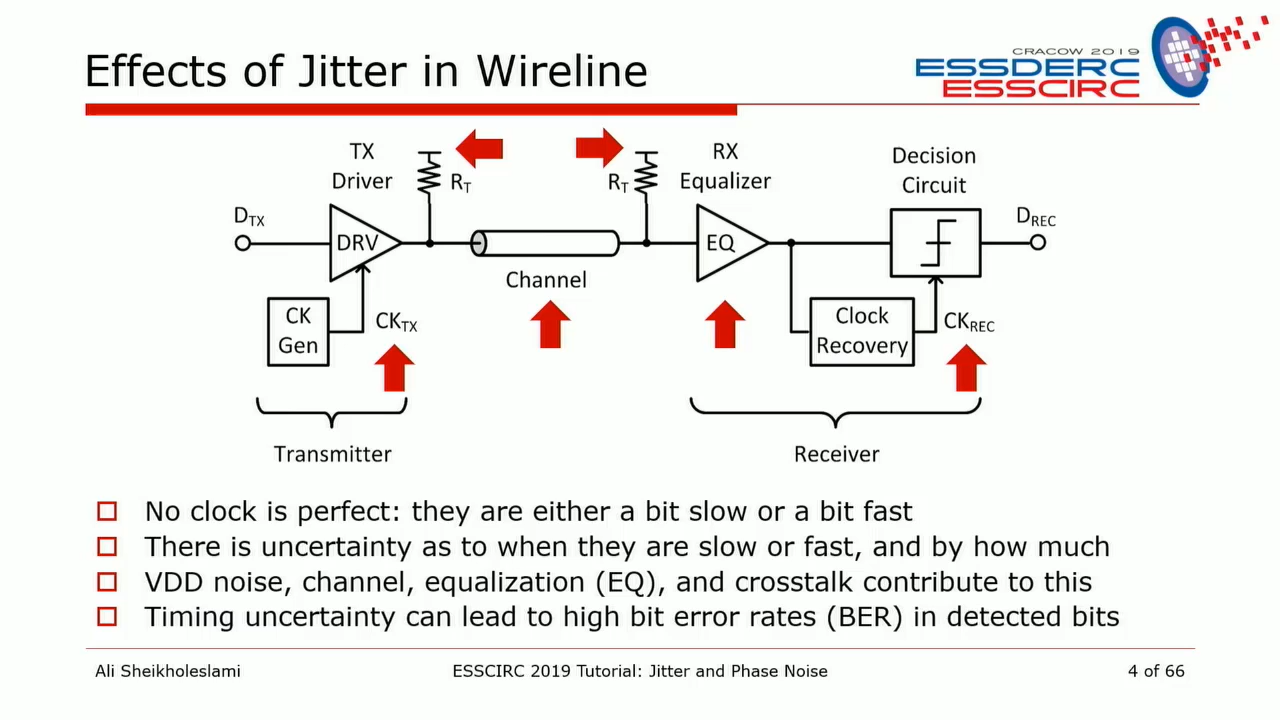 Effects of Jitter in Wireline
CRACOW 2019
ESSDERC
ESSCIRC
TX
Driver
RT
RT
RX
Equalizer
Decision
Circuit
DTX
DRV
EQ
DREC
Channel
CK
Gen
CKTX
Clock
Recovery
CKREC
Transmitter
Receiver
No clock is perfect: they are either a bit slow or a bit fast
There is uncertainty as to when they are slow or fast, and by how much
VDD noise, channel, equalization (EQ), and crosstalk contribute to this
Timing uncertainty can lead to high bit error rates (BER) in detected bits
Ali Sheikholeslami
ESSCIRC 2019 Tutorial: Jitter and Phase Noise
4 of 66